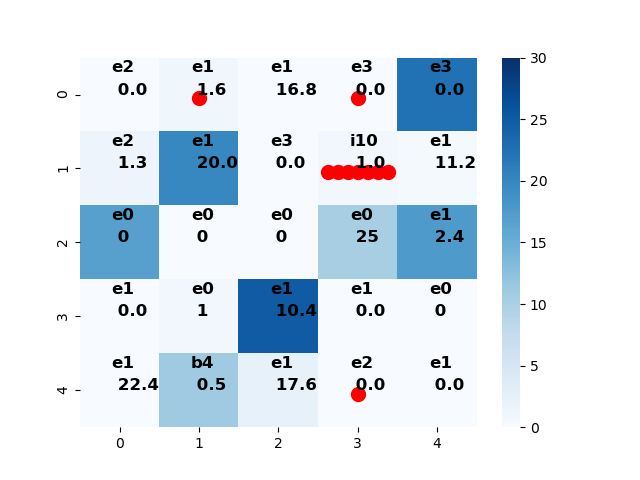 e2 e1 e1 e3 e3
0.0 1.6 16.8 0.0 0.0
0
e2 e1 e3 i10 e1
1.3 20.0 0.0 1.0 11.2
1
e0 e0 e0 e0 e1
0 0 0 25 2.4
2
e1 e0 e1 e1 e0
0.0 1 10.4 0.0 0
3
e1 b4 e1 e2 e1
22.4 0.5 17.6 0.0 0.0
4
0 1 2 3 4
30
25
20
15
10
5
0